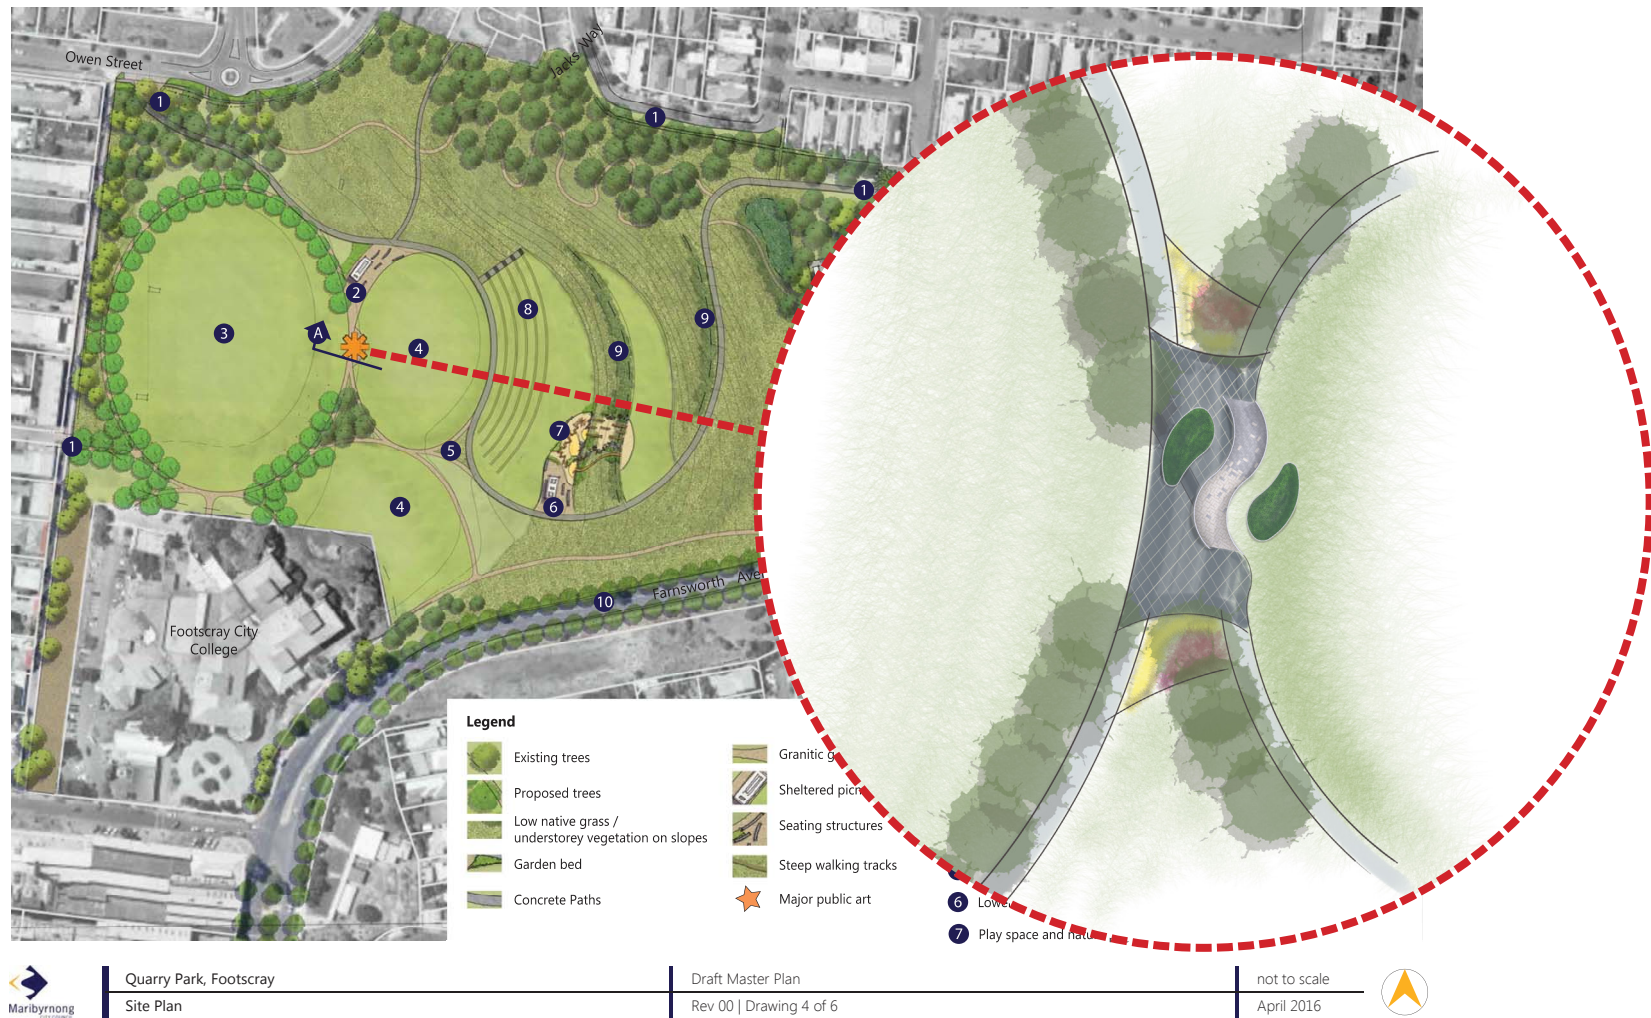 Owen Street
Jacks Way
1
1
1
2
3
A
4
8
9
9
1
7
5
6
4
10
Farnsworth
Footscray City
College
Legend
Existing trees
Proposed trees
Low native grass /
understorey vegetation on slopes
Garden bed
Concrete Paths
Granitic
Sheltered
Seating structures
Steep walking tracks
Major public art
6
7 Play space and
Maribyrnong
Quarry Park, Footscray
Site Plan
Draft Master Plan
Rev 00 | Drawing 4 of 6
not to scale
April 2016